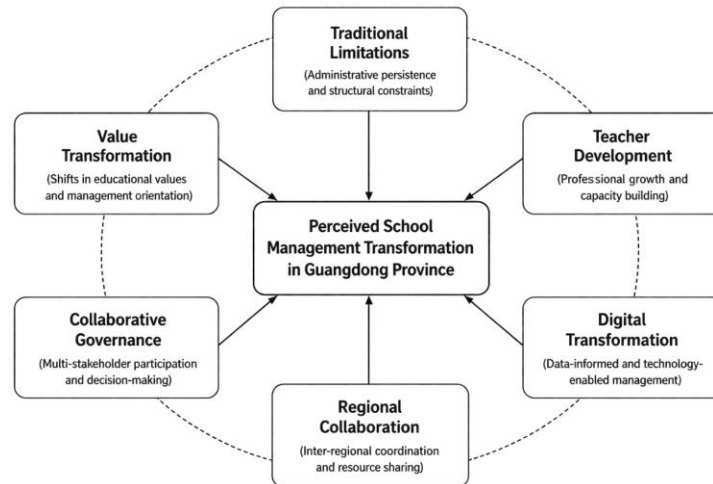 Traditional
Limitations
(Administrative persistence
and structural constraints)
Value
Transformation
(Shifts in educational values
and management orientation)
Teacher
Development
(Professional growth and
capacity building)
Perceived School
Management Transformation
in Guangdong Province
Collaborative
Governance
(Multi-stakeholder participation
and decision-making)
Digital
Transformation
(Data-informed and technology-
enabled management)
Regional
Collaboration
(Inter-regional coordination
and resource sharing)